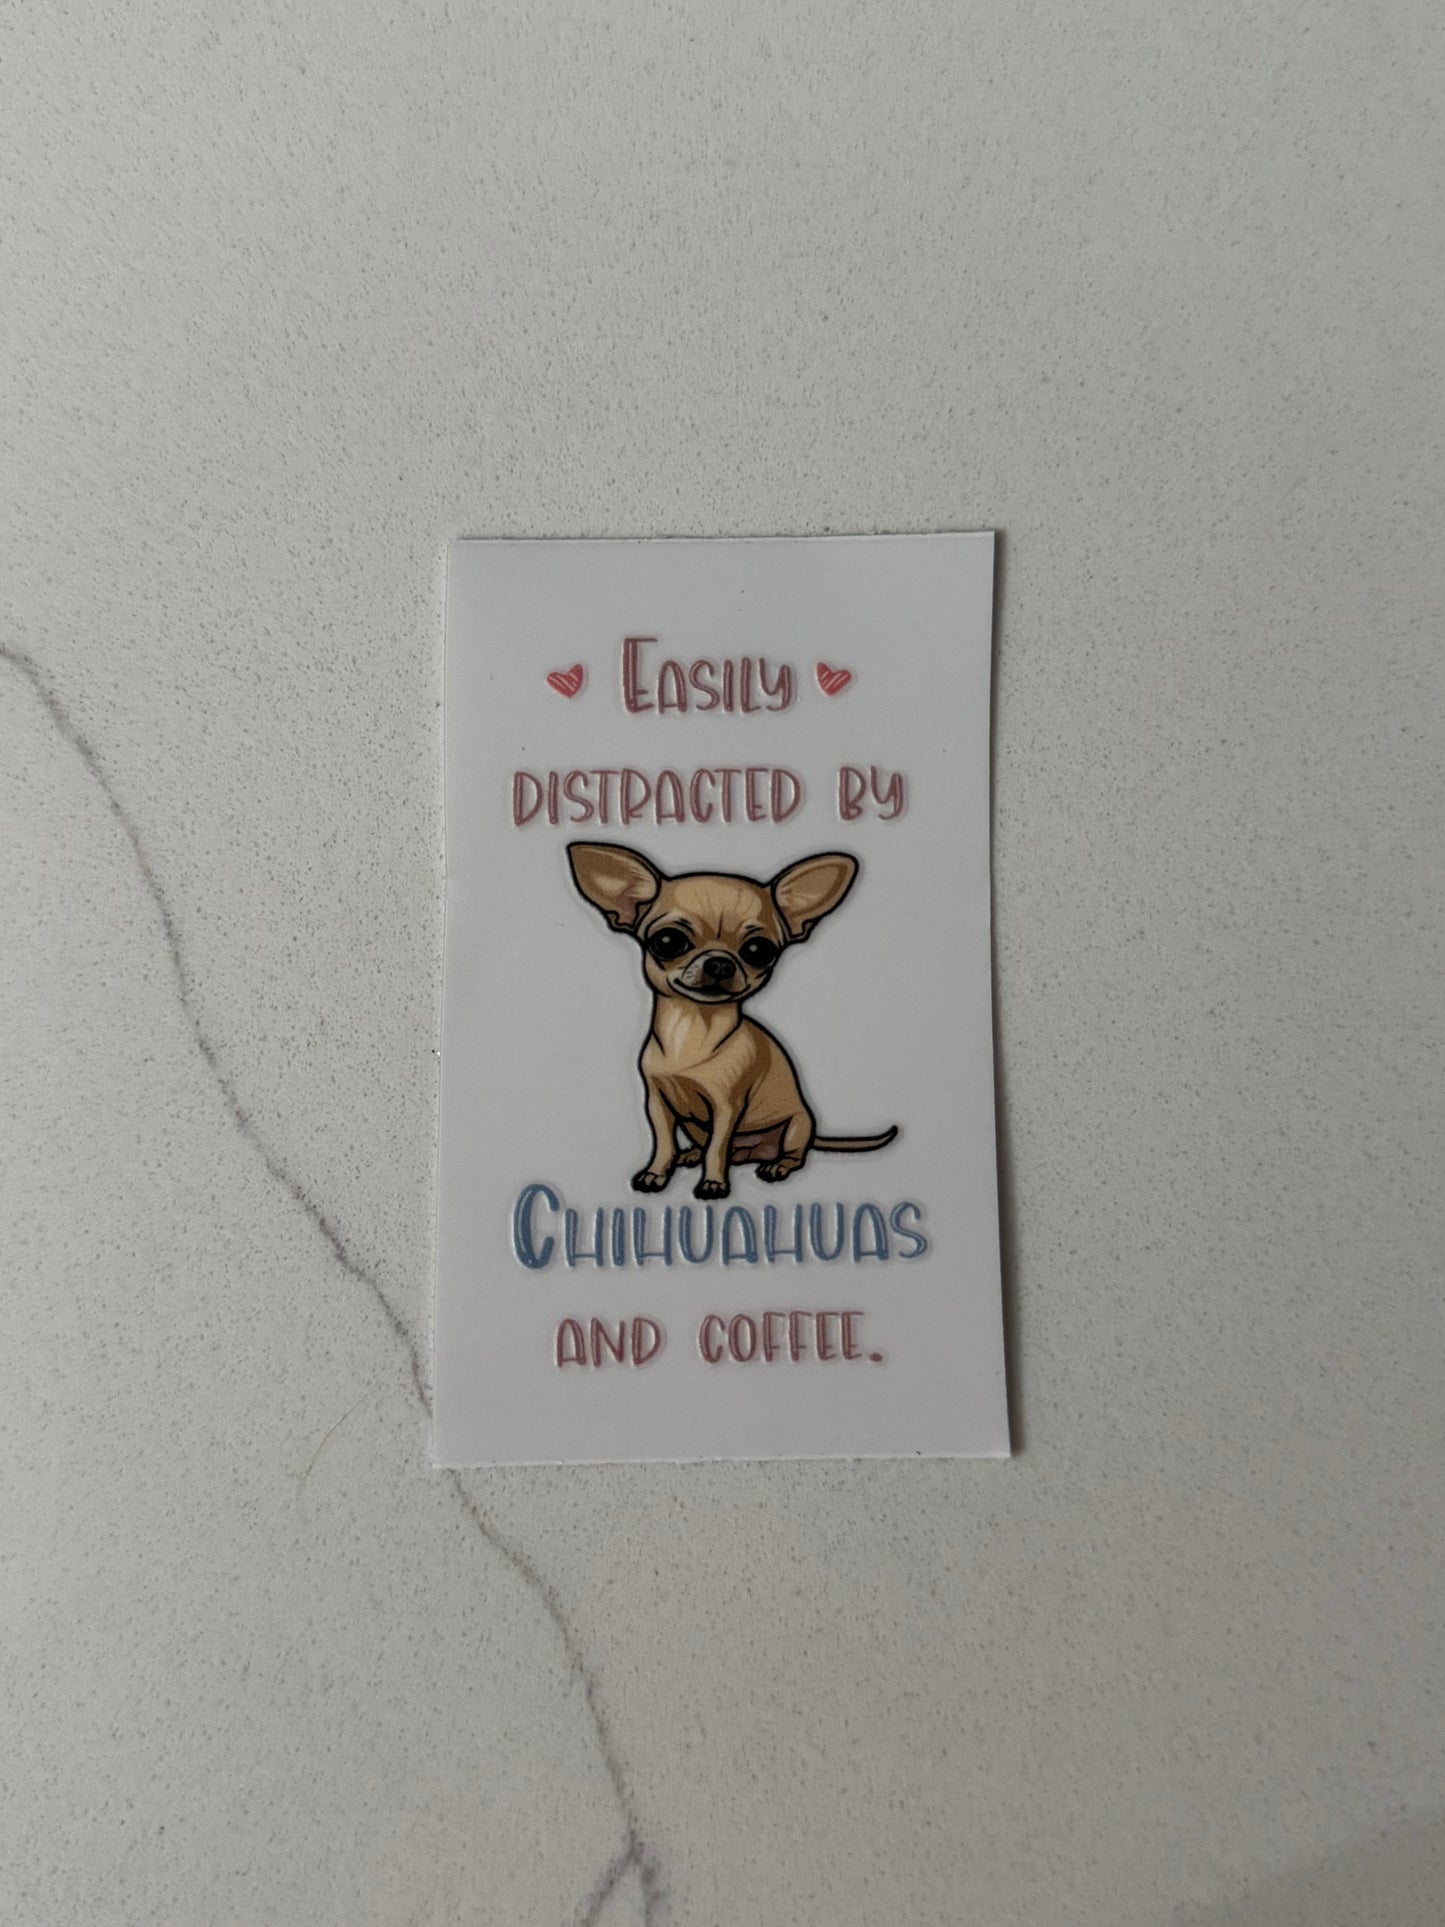 Easily
distracted by
Chihuahuas
and coffee.